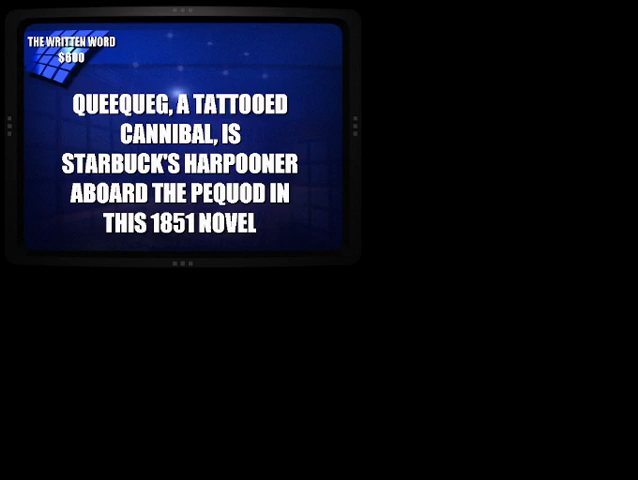 THE WRITTEN WORD
$600
QUEEQUEG, A TATTOOED
CANNIBAL, IS
STARBUCK'S HARPOONER
ABOARD THE PEQUOD IN
THIS 1851 NOVEL